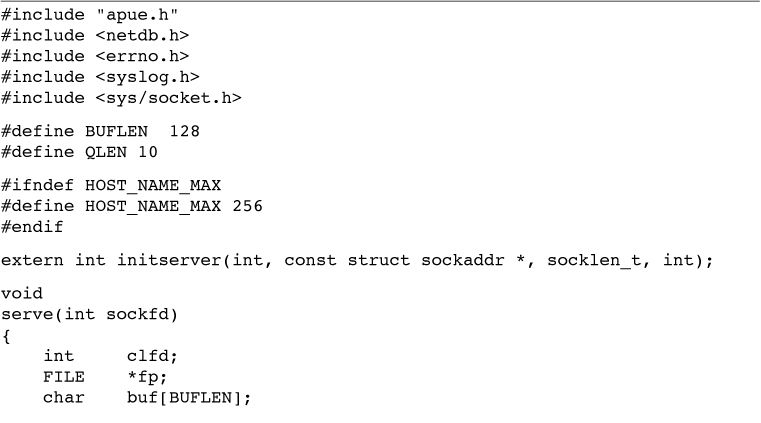 #include "apue.h"
#include <netdb.h>
#include <errno.h>
#include <syslog.h>
#include <sys/socket.h>
#define BUFLEN  128
#define QLEN 10
#ifndef HOST_NAME_MAX
#define HOST_NAME_MAX 256
#endif
extern int initserver(int, const struct sockaddr *, socklen_t, int);
void
serve(int sockfd)
{
    int     clfd;
    FILE    *fp;
    char    buf[BUFLEN];